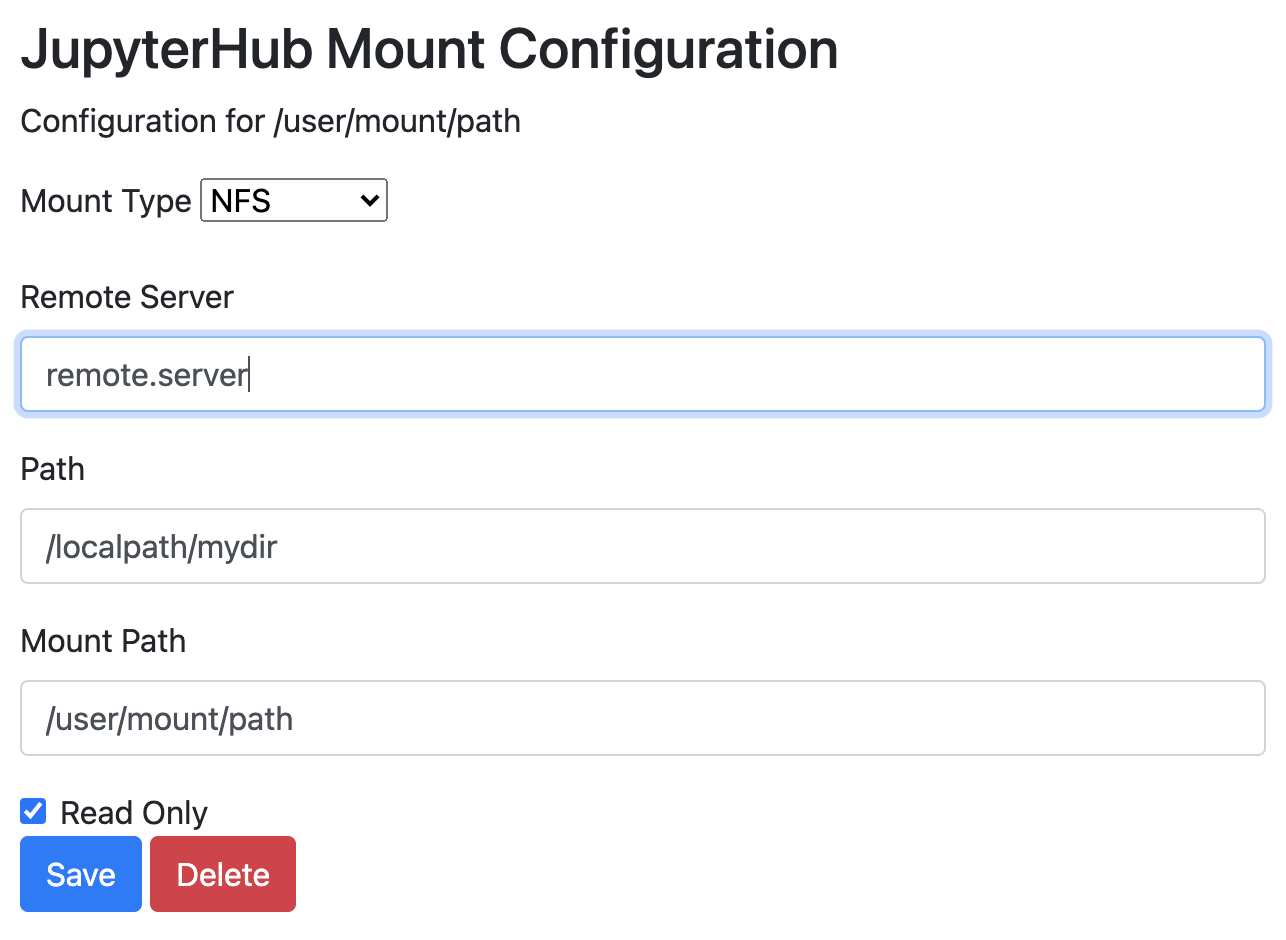 JupyterHub Mount Configuration
Configuration for /user/mount/path
Mount Type NFS
Remote Server
remote.server
Path
/localpath/mydir
Mount Path
/user/mount/path
Read Only
Save Delete